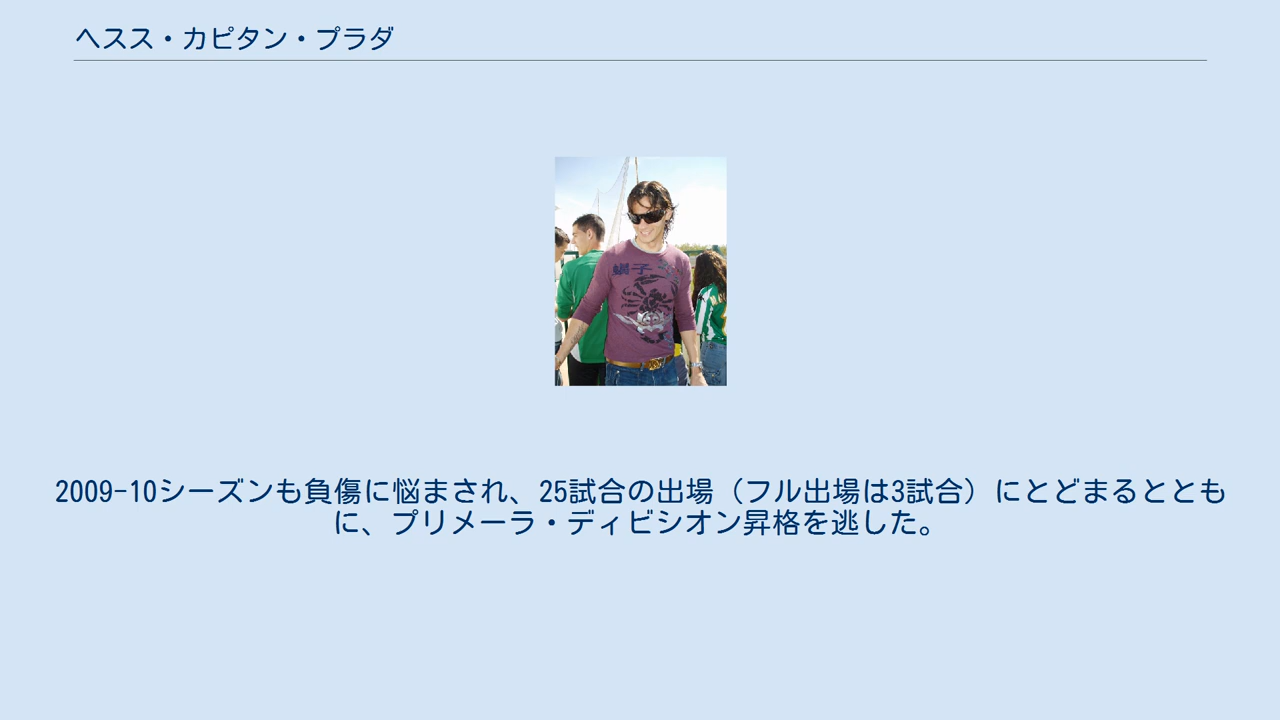 ヘスス・カピタン・プラダ
2009-10シーズンも負傷に悩まされ、25試合の出場（フル出場は3試合）にとどまるととも
に、プリメーラ・ディビシオン昇格を逃した。